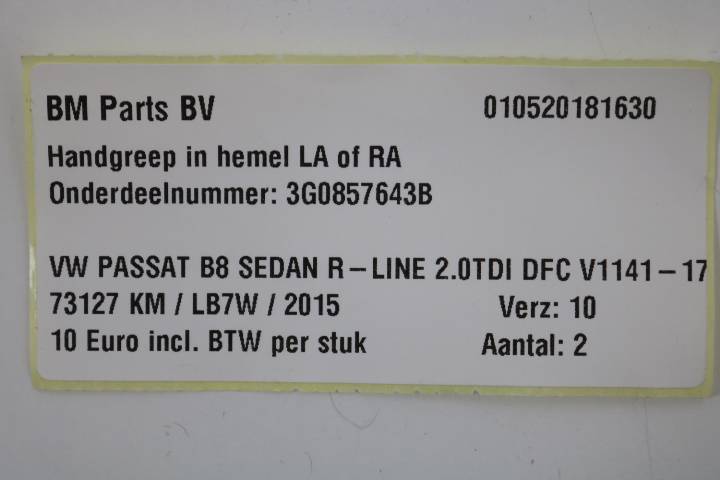 BM Parts BV 010520181630
Handgreep in hemel LA of RA
Onderdeelnummer: 3G0857643B
VW PASSAT B8 SEDAN R-LINE 2.0TDI DFC V1141-17
73127 KM / LB7W / 2015 Verz: 10
10 Euro incl. BTW per stuk Aantal: 2